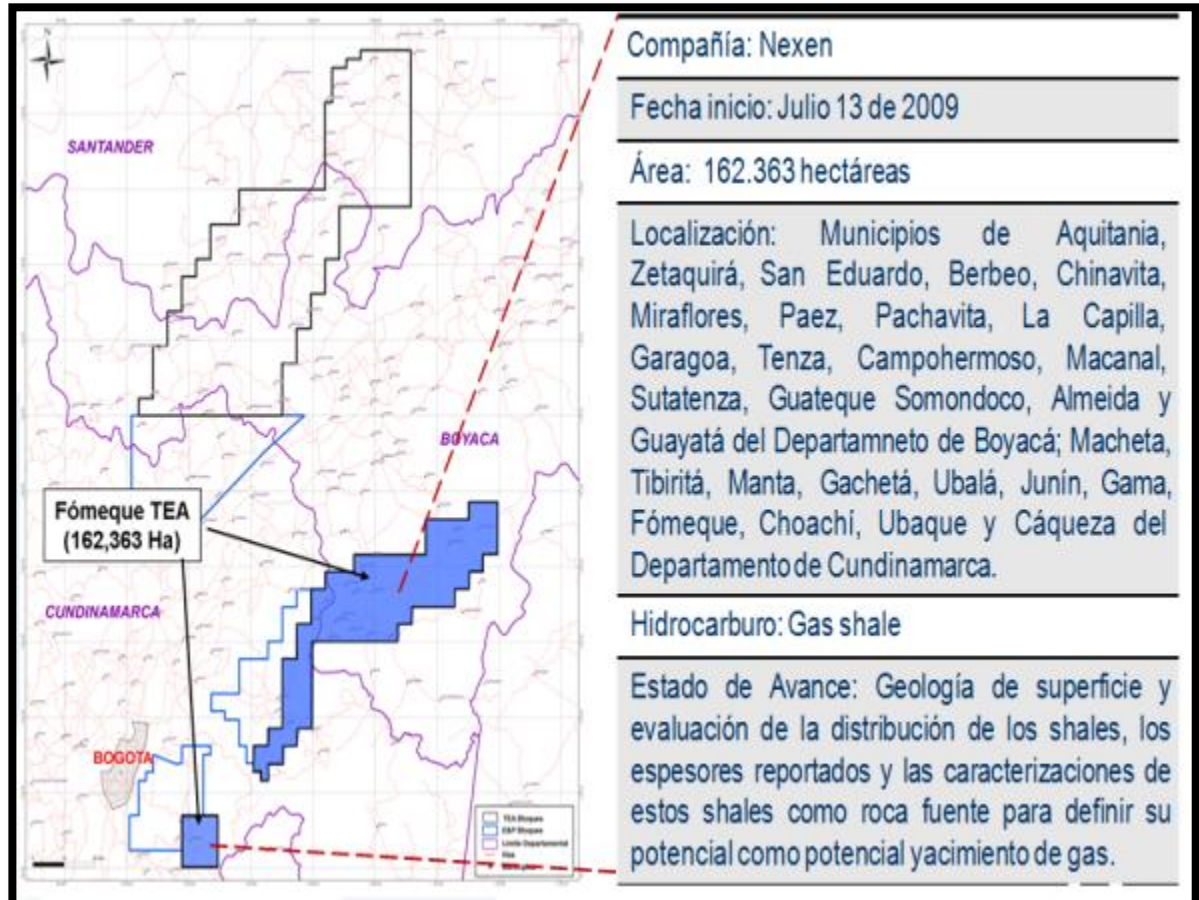 SANTANDER
BOYACA
Fómeque TEA
(162,363 Ha)
CUNDINAMARCA
BOGOTA
TEA Bloques
E&P Bloques
Limite Departamental
Compañía: Nexen
Fecha inicio: Julio 13 de 2009
Área: 162.363 hectáreas
Localización: Municipios de Aquitania,
Zetaquirá, San Eduardo, Berbeo, Chinavita,
Miraflores, Paez, Pachavita, La Capilla,
Garagoa, Tenza, Campohermoso, Macanal,
Sutatenza, Guateque Somondoco, Almeida y
Guayatá del Departamneto de Boyacá; Macheta,
Tibiritá, Manta, Gachetá, Ubalá, Junín, Gama,
Fómeque, Choachí, Ubaque y Cáqueza del
Departamento de Cundinamarca.
Hidrocarburo: Gas shale
Estado de Avance: Geología de superficie y
evaluación de la distribución de los shales, los
espesores reportados y las caracterizaciones de
estos shales como roca fuente para definir su
potencial como potencial yacimiento de gas.